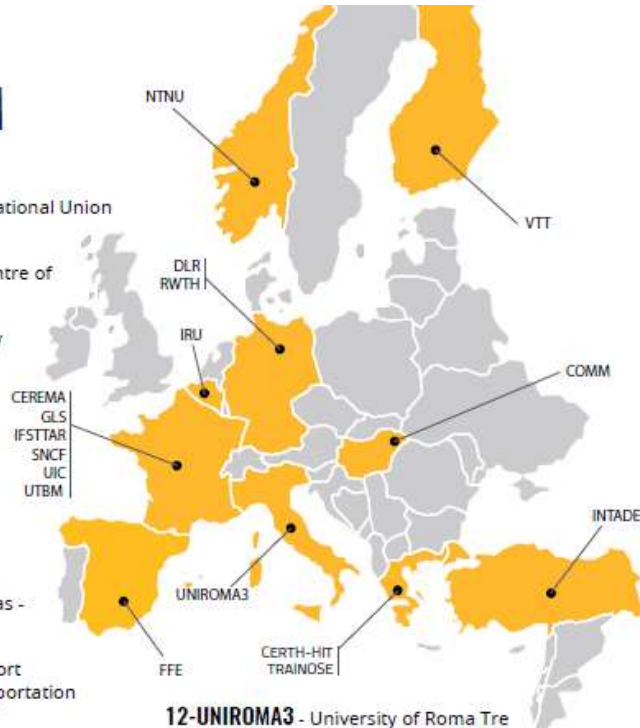 NTNU
ational Union
VTT
ntre of
DLR
RWTH
IRU
COMM
CEREMA
GLS
IFSTTAR
SNCF
UIC
UTBM
INTADE
UNIROMA3
as -
CERTH-HIT
TRAINOSE
FFE
ort
portation
12-UNIROMA3 - University of Roma Tre